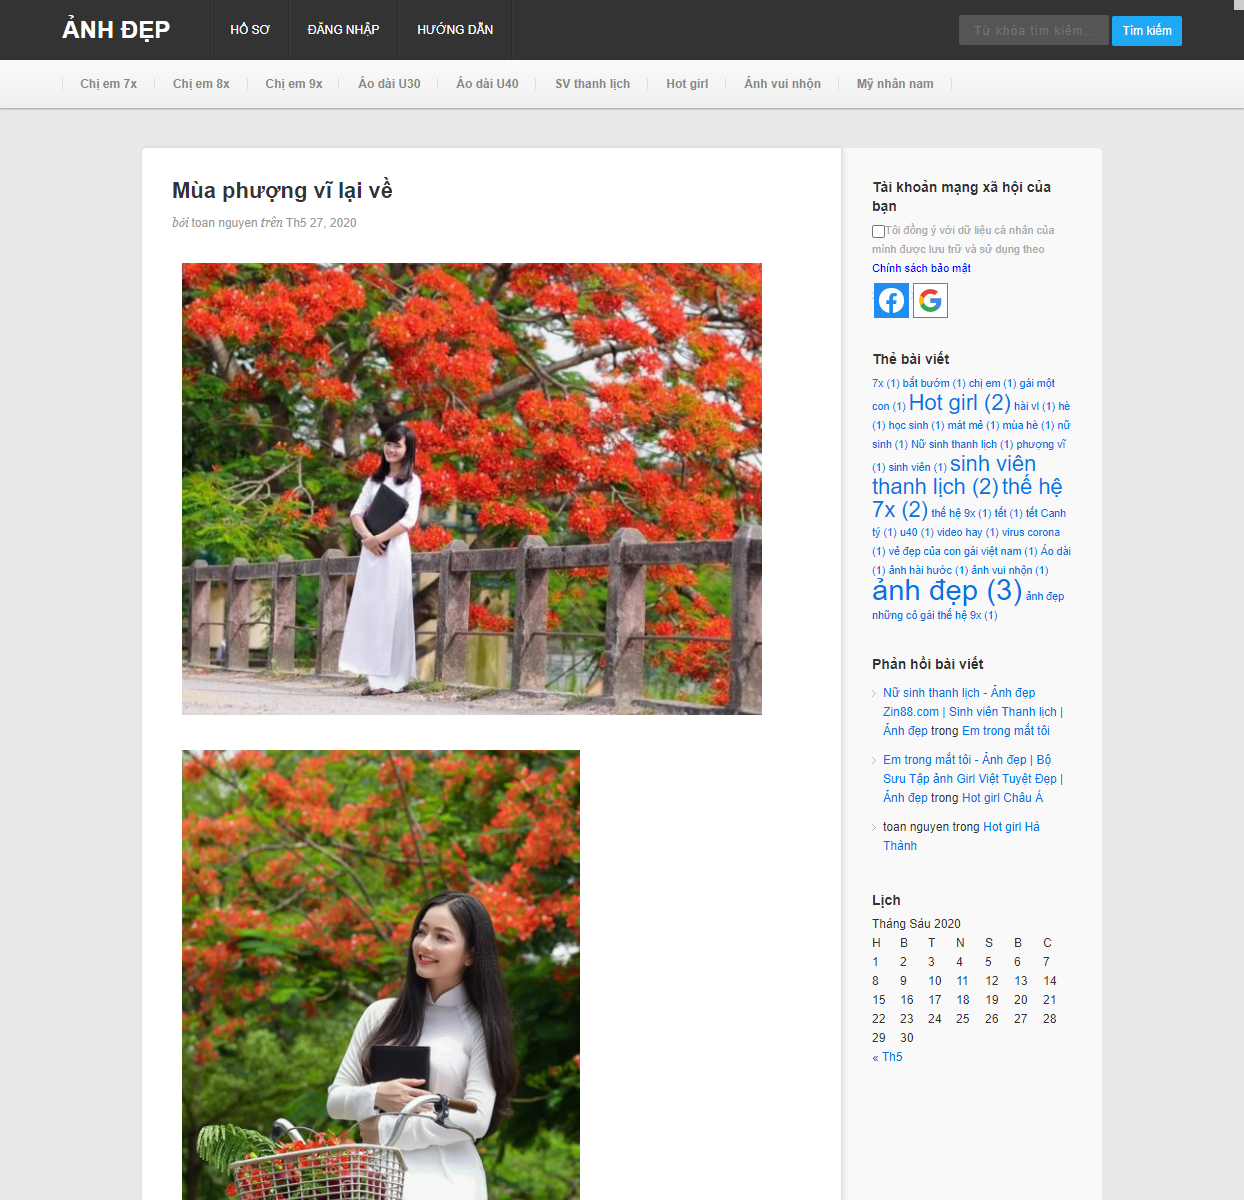 ẢNH ĐẸP
HỒ SƠ
ĐĂNG NHẬP
HƯỚNG DẪN
Từ khóa tìm kiếm...
Tìm kiếm
Chị em 7x
Chị em 8x
Chị em 9x
Áo dài U30
Áo dài U40
SV thanh lịch
Hot girl
Ảnh vui nhộn
Mỹ nhân nam
Mùa phượng vĩ lại về
bởi toan nguyen trên Th5 27, 2020
Tài khoản mạng xã hội của
bạn
Tôi đồng ý với dữ liệu cá nhân của
mình được lưu trữ và sử dụng theo
Chính sách bảo mật
Thẻ bài viết
7x (1) bắt bướm (1) chị em (1) gái một
con (1) Hot girl (2) hài vl (1) hè
(1) học sinh (1) mát mẻ (1) mùa hè (1) nữ
sinh (1) Nữ sinh thanh lịch (1) phượng vĩ
(1) sinh viên (1) sinh viên
thanh lịch (2) thế hệ
7x (2) thế hệ 9x (1) tết (1) tết Canh
tý (1) u40 (1) video hay (1) virus corona
(1) vẻ đẹp của con gái việt nam (1) Áo dài
(1) ảnh hài hước (1) ảnh vui nhộn (1)
ảnh đẹp (3) ảnh đẹp
những cô gái thế hệ 9x (1)
Phản hồi bài viết
Nữ sinh thanh lịch - Ảnh đẹp
Zin88.com | Sinh viên Thanh lịch |
Ảnh đẹp trong Em trong mắt tôi
Em trong mắt tôi - Ảnh đẹp | Bộ
Sưu Tập ảnh Girl Việt Tuyệt Đẹp |
Ảnh đẹp trong Hot girl Châu Á
toan nguyen trong Hot girl Hà
Thành
Lịch
Tháng Sáu 2020
H B T N S B C
1 2 3 4 5 6 7
8 9 10 11 12 13 14
15 16 17 18 19 20 21
22 23 24 25 26 27 28
29 30
« Th5